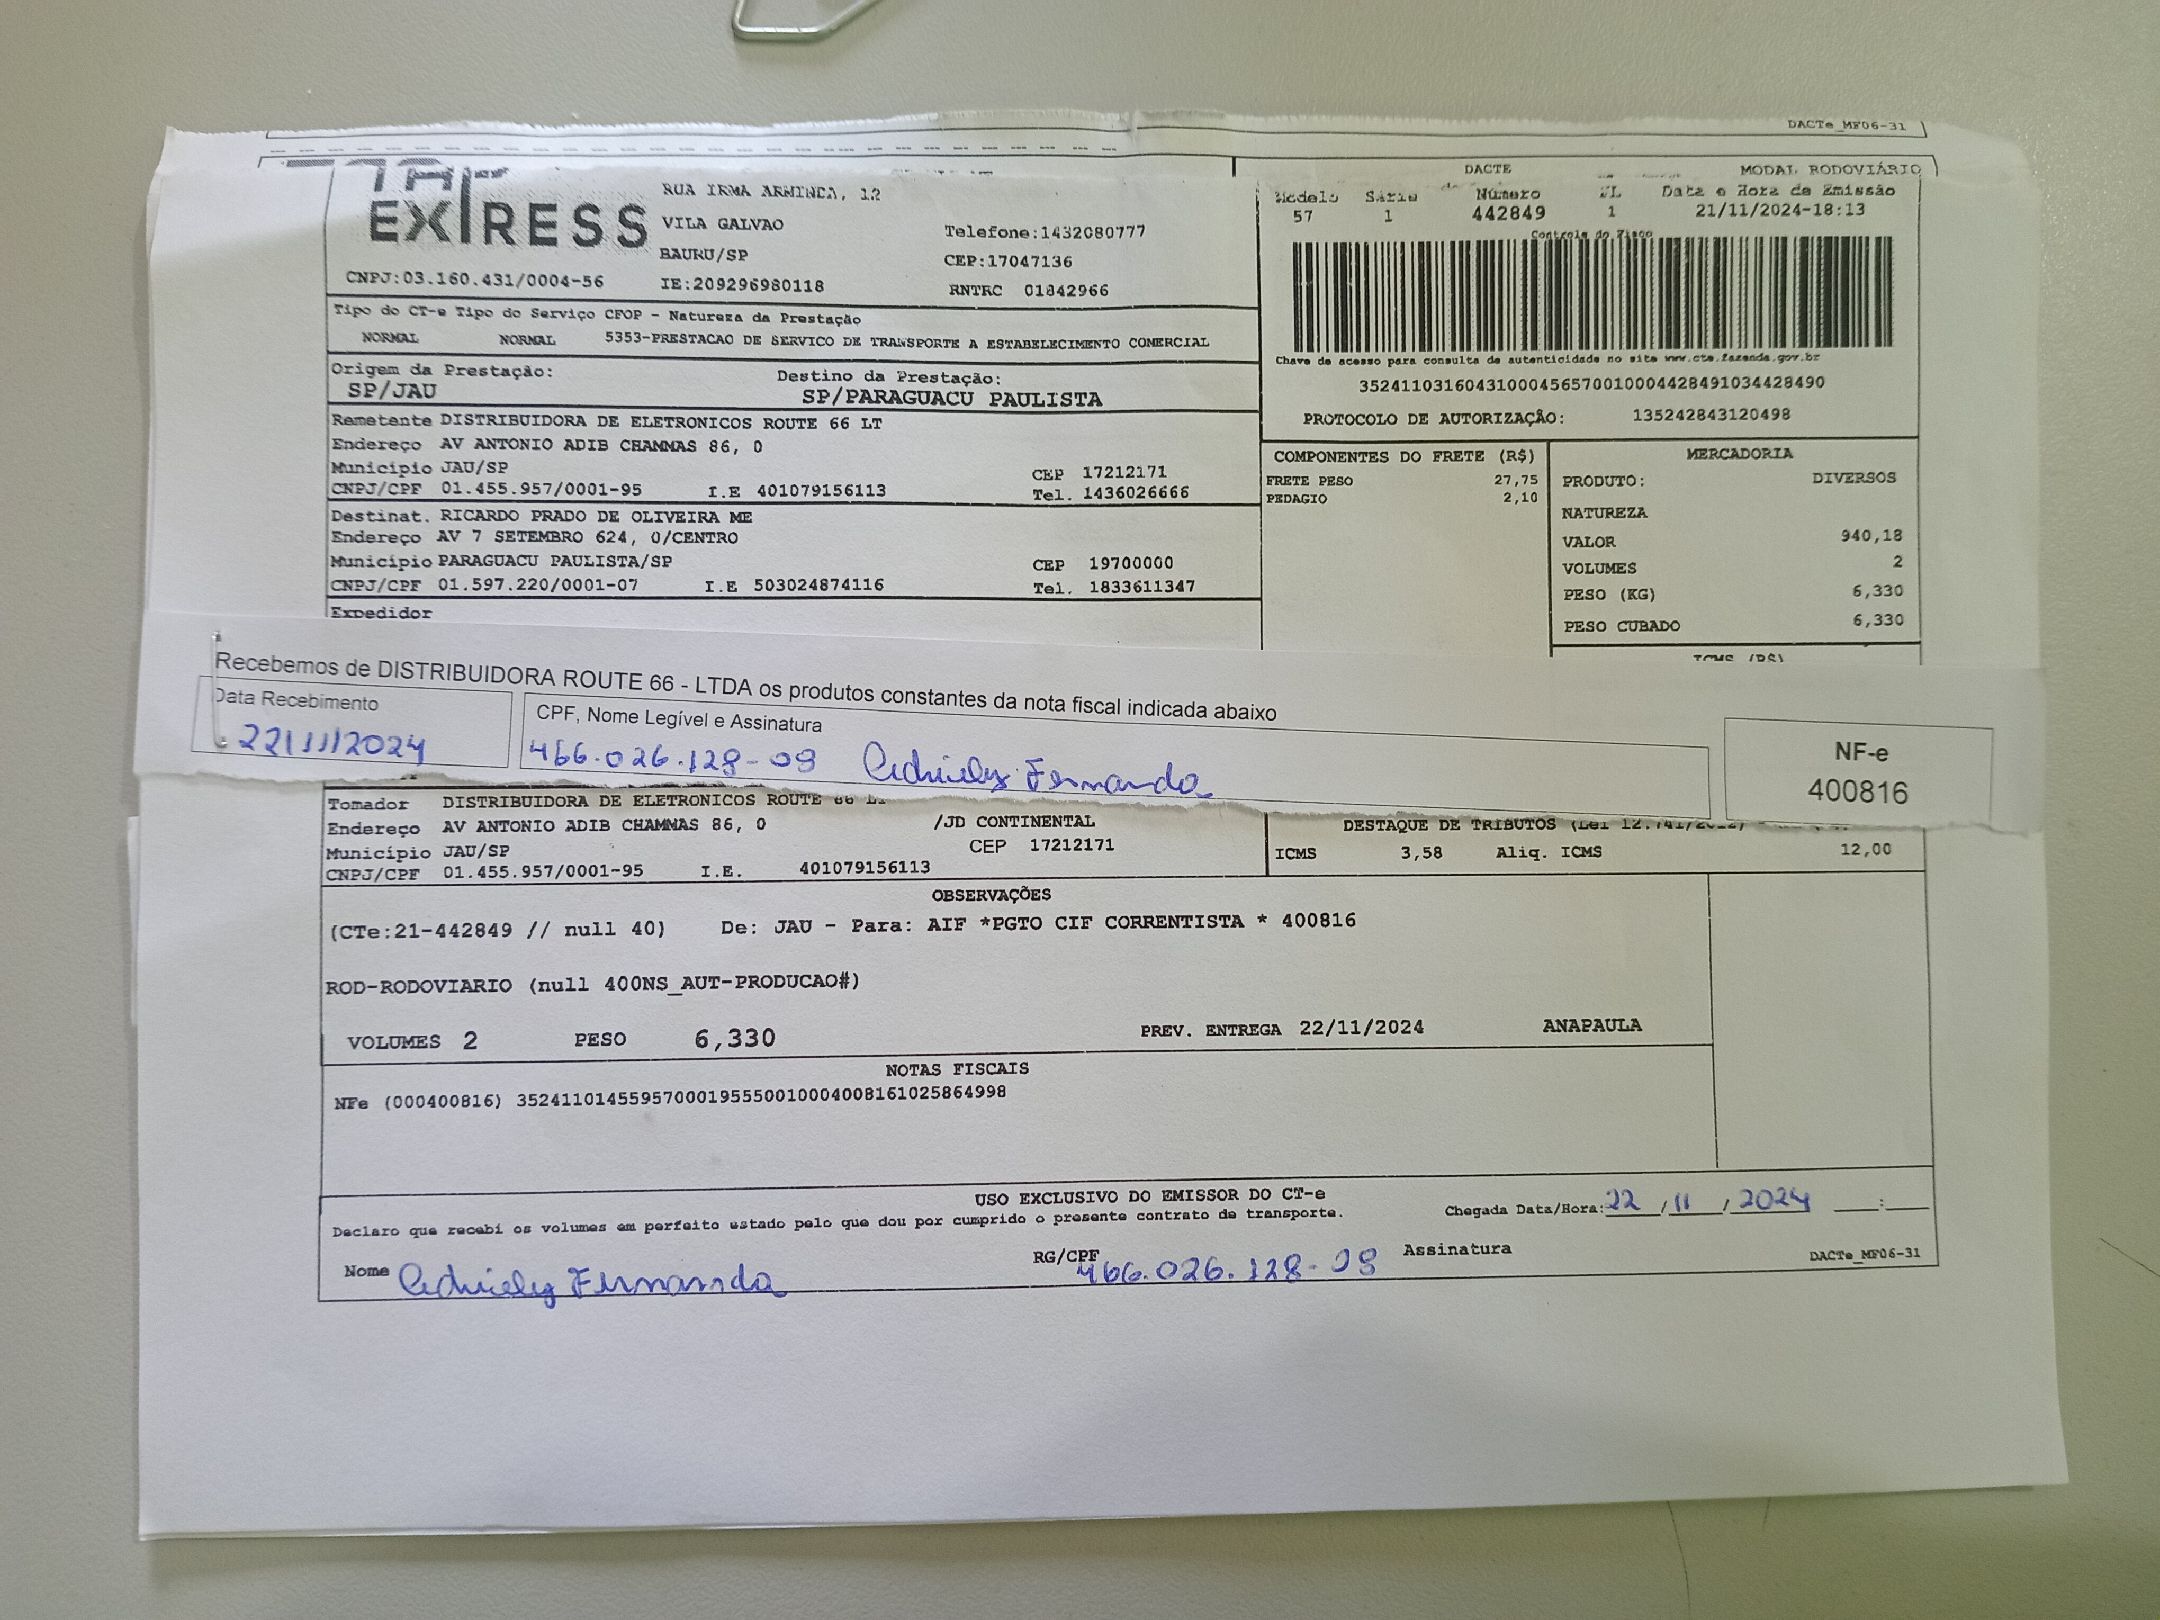 DACTe_MF06-31
EXPRESS
RUA IRMA ARMINDA, 12
VILA GALVAO
BAURU/SP
IE:209296980118
Telefone:1432080777
CEP:17047136
RNTRC 01842966
CNPJ:03.160.431/0004-56
DACTE MODAL RODOVIÁRIO
Modelo Série Número FL Data e Hora de Emissão
57 1 442849 1 21/11/2024-18:13
Controle do Fisco
Tipo do CT-e Tipo do Serviço CFOP - Natureza da Prestação
NORMAL NORMAL 5353-PRESTACAO DE SERVICO DE TRANSPORTE A ESTABELECIMENTO COMERCIAL
Chave de acesso para consulta de autenticidade no site www.cte.fazenda.gov.br
35241103160431000456570010004428491034428490
PROTOCOLO DE AUTORIZAÇÃO: 135242843120498
Origem da Prestação: Destino da Prestação:
SP/JAU SP/PARAGUACU PAULISTA
Remetente DISTRIBUIDORA DE ELETRONICOS ROUTE 66 LT
Endereço AV ANTONIO ADIB CHAMMAS 86, 0
Município JAU/SP CEP 17212171
CNPJ/CPF 01.455.957/0001-95 I.E 401079156113 Tel. 1436026666
Destinat. RICARDO PRADO DE OLIVEIRA ME
Endereço AV 7 SETEMBRO 624, 0/CENTRO
Município PARAGUACU PAULISTA/SP CEP 19700000
CNPJ/CPF 01.597.220/0001-07 I.E 503024874116 Tel. 1833611347
Expedidor
COMPONENTES DO FRETE (R$)
FRETE PESO 27,75
PEDAGIO 2,10
MERCADORIA
PRODUTO: DIVERSOS
NATUREZA
VALOR 940,18
VOLUMES 2
PESO (KG) 6,330
PESO CUBADO 6,330
ICMS (R$)
Recebemos de DISTRIBUIDORA ROUTE 66 - LTDA os produtos constantes da nota fiscal indicada abaixo
Data Recebimento CPF, Nome Legível e Assinatura
22/11/2024 466.026.128-08 Adriely Fernanda
NF-e
400816
Tomador DISTRIBUIDORA DE ELETRONICOS ROUTE 66 LT
Endereço AV ANTONIO ADIB CHAMMAS 86, 0 /JD CONTINENTAL
Município JAU/SP CEP 17212171
CNPJ/CPF 01.455.957/0001-95 I.E. 401079156113
DESTAQUE DE TRIBUTOS (Lei 12.741/2012)
ICMS 3,58 Aliq. ICMS 12,00
OBSERVAÇÕES
(CTe:21-442849 // null 40) De: JAU - Para: AIF *PGTO CIF CORRENTISTA * 400816
ROD-RODOVIARIO (null 400NS_AUT-PRODUCAO#)
VOLUMES 2 PESO 6,330 PREV. ENTREGA 22/11/2024 ANAPAULA
NOTAS FISCAIS
NFe (000400816) 35241101455957000195550010004008161025864998
USO EXCLUSIVO DO EMISSOR DO CT-e
Declaro que recebi os volumes em perfeito estado pelo que dou por cumprido o presente contrato de transporte.
Chegada Data/Hora: 22 / 11 / 2024 :
Nome Adriely Fernanda RG/CPF 466.026.128-08 Assinatura
DACTe_MF06-31